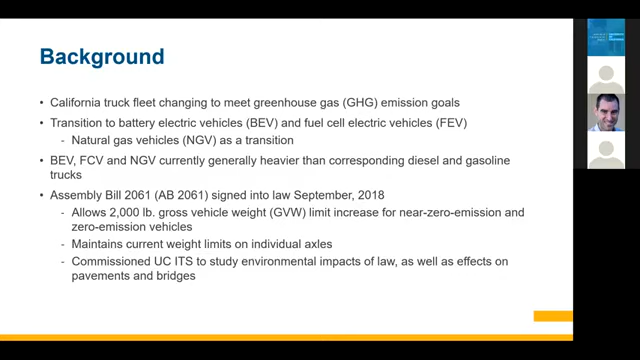 Background
• California truck fleet changing to meet greenhouse gas (GHG) emission goals
• Transition to battery electric vehicles (BEV) and fuel cell electric vehicles (FEV)
- Natural gas vehicles (NGV) as a transition
• BEV, FCV and NGV currently generally heavier than corresponding diesel and gasoline
trucks
• Assembly Bill 2061 (AB 2061) signed into law September, 2018
- Allows 2,000 lb. gross vehicle weight (GVW) limit increase for near-zero-emission and
zero-emission vehicles
- Maintains current weight limits on individual axles
- Commissioned UC ITS to study environmental impacts of law, as well as effects on
pavements and bridges